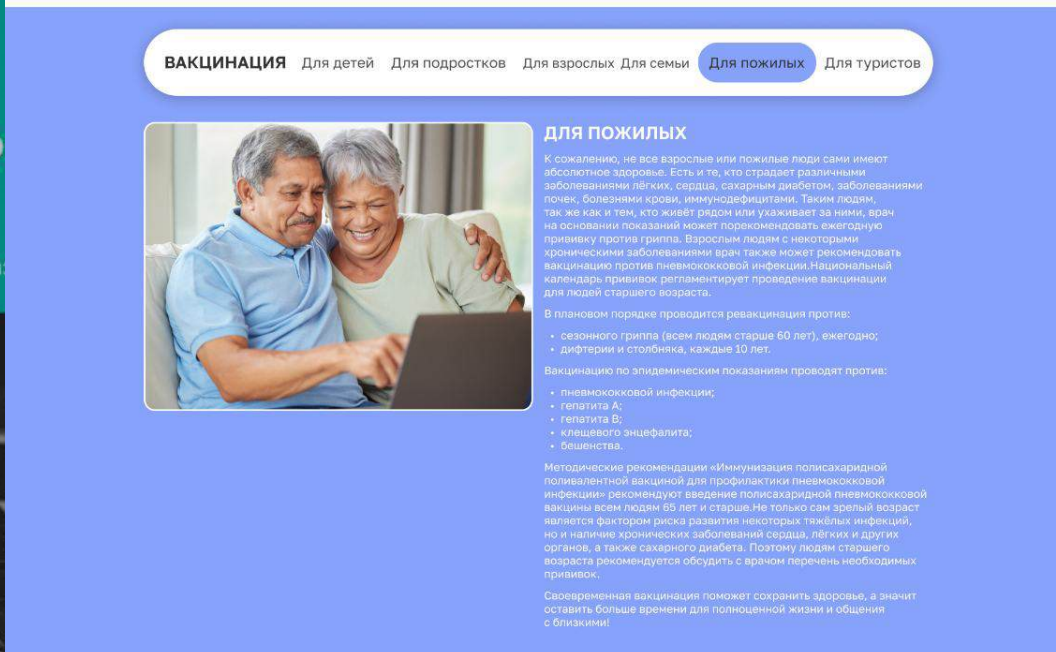 ВАКЦИНАЦИЯ Для детей Для подростков Для взрослых Для семьи Для пожилых Для туристов
ДЛЯ ПОЖИЛЫХ
К сожалению, не все взрослые или пожилые люди сами имеют
абсолютное здоровье. Есть и те, кто страдает различными
заболеваниями лёгких, сердца, сахарным диабетом, заболеваниями
почек, болезнями крови, иммунодефицитами. Таким людям,
так же как и тем, кто живёт рядом или ухаживает за ними, врач
на основании показаний может порекомендовать ежегодную
прививку против гриппа. Взрослым людям с некоторыми
хроническими заболеваниями врач также может рекомендовать
вакцинацию против пневмококковой инфекции.Национальный
календарь прививок регламентирует проведение вакцинации
для людей старшего возраста.
В плановом порядке проводится ревакцинация против:
• сезонного гриппа (всем людям старше 60 лет), ежегодно;
• дифтерии и столбняка, каждые 10 лет.
Вакцинацию по эпидемическим показаниям проводят против:
• пневмококковой инфекции;
• гепатита А;
• гепатита В;
• клещевого энцефалита;
• бешенства.
Методические рекомендации «Иммунизация полисахаридной
поливалентной вакциной для профилактики пневмококковой
инфекции» рекомендуют введение полисахаридной пневмококковой
вакцины всем людям 65 лет и старше.Не только сам зрелый возраст
является фактором риска развития некоторых тяжёлых инфекций,
но и наличие хронических заболеваний сердца, лёгких и других
органов, а также сахарного диабета. Поэтому людям старшего
возраста рекомендуется обсудить с врачом перечень необходимых
прививок.
Своевременная вакцинация поможет сохранить здоровье, а значит
оставить больше времени для полноценной жизни и общения
с близкими!